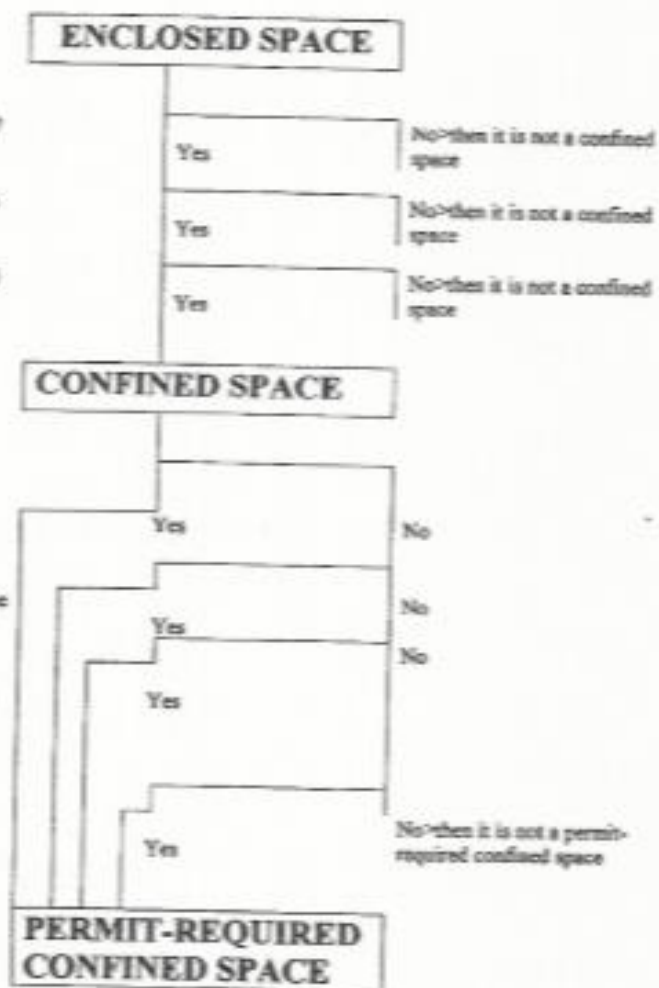 ENCLOSED SPACE
Yes
No>then it is not a confined
space
Yes
No>then it is not a confined
space
Yes
No>then it is not a confined
space
CONFINED SPACE
Yes
No
Yes
No
No
Yes
Yes
No>then it is not a permit-
required confined space
PERMIT-REQUIRED
CONFINED SPACE